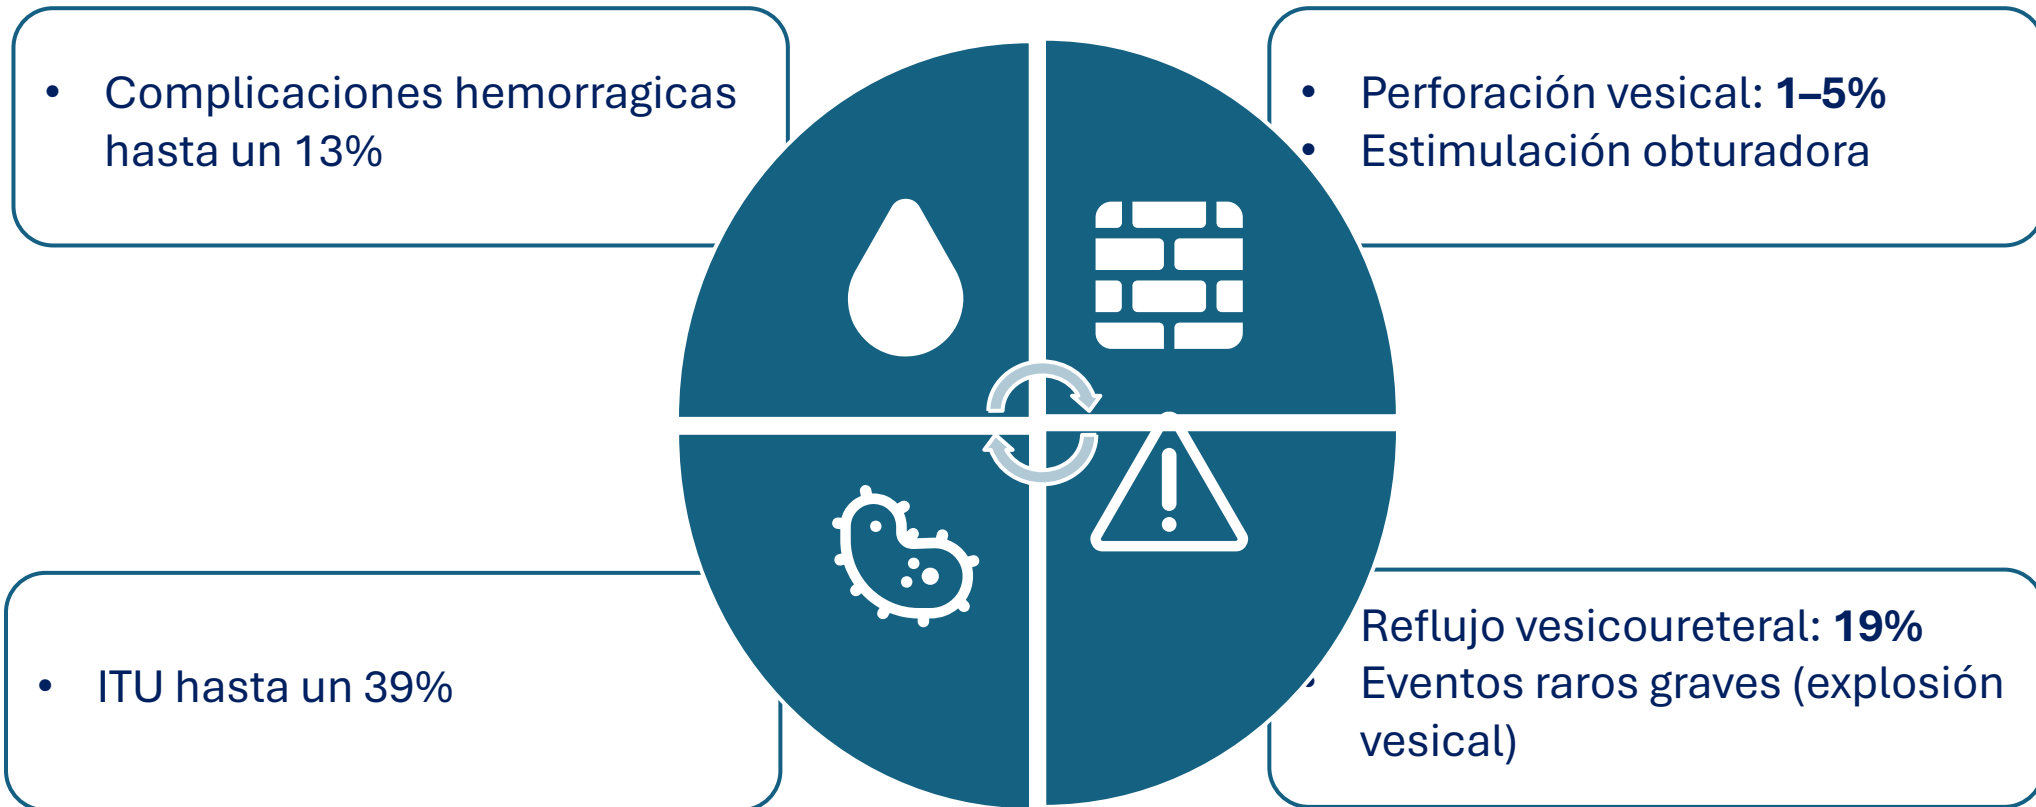 • Complicaciones hemorragicas
hasta un 13%
• Perforación vesical: 1–5%
• Estimulación obturadora
• ITU hasta un 39%
Reflujo vesicoureteral: 19%
• Eventos raros graves (explosión
vesical)